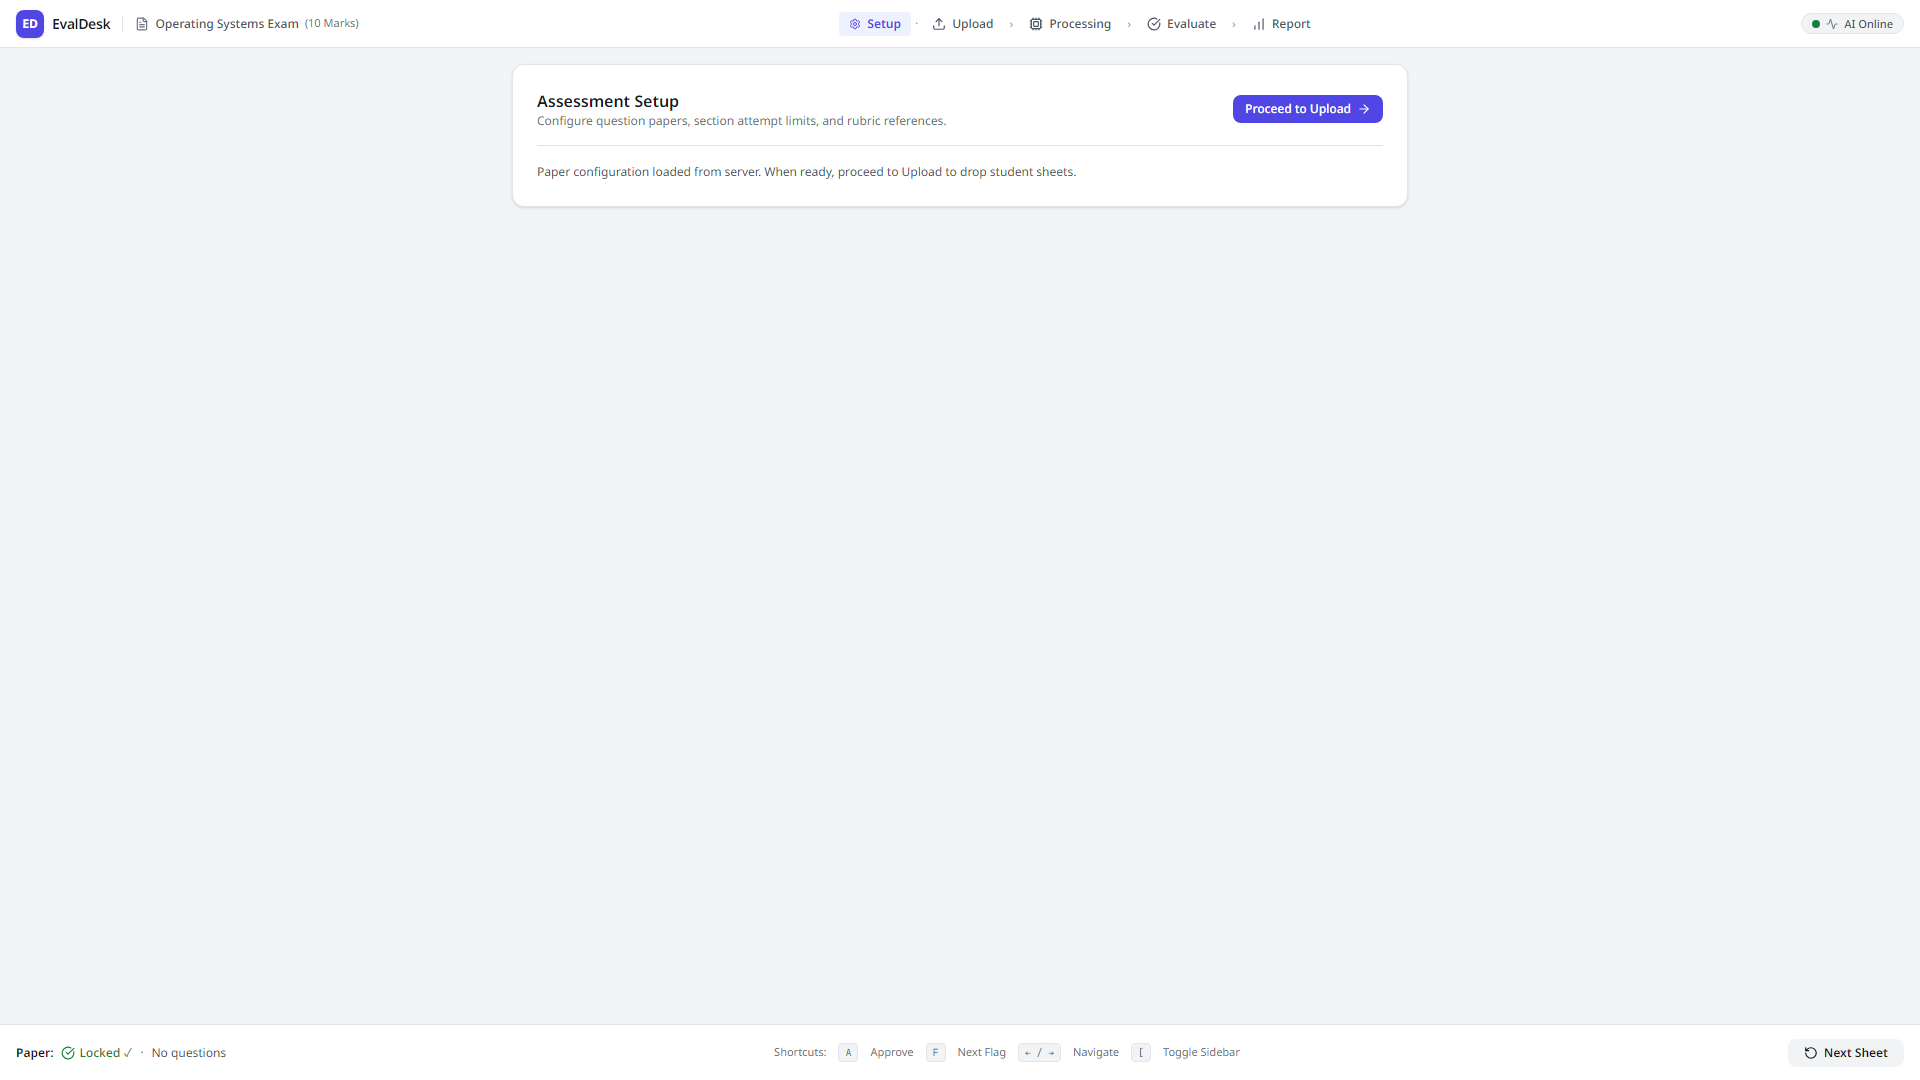 ED EvalDesk Operating Systems Exam (10 Marks) Setup · Upload › Processing › Evaluate › Report AI Online
Assessment Setup
Configure question papers, section attempt limits, and rubric references.
Proceed to Upload →
Paper configuration loaded from server. When ready, proceed to Upload to drop student sheets.
Paper: Locked ✓ · No questions Shortcuts: A Approve F Next Flag ← / → Navigate [ Toggle Sidebar Next Sheet